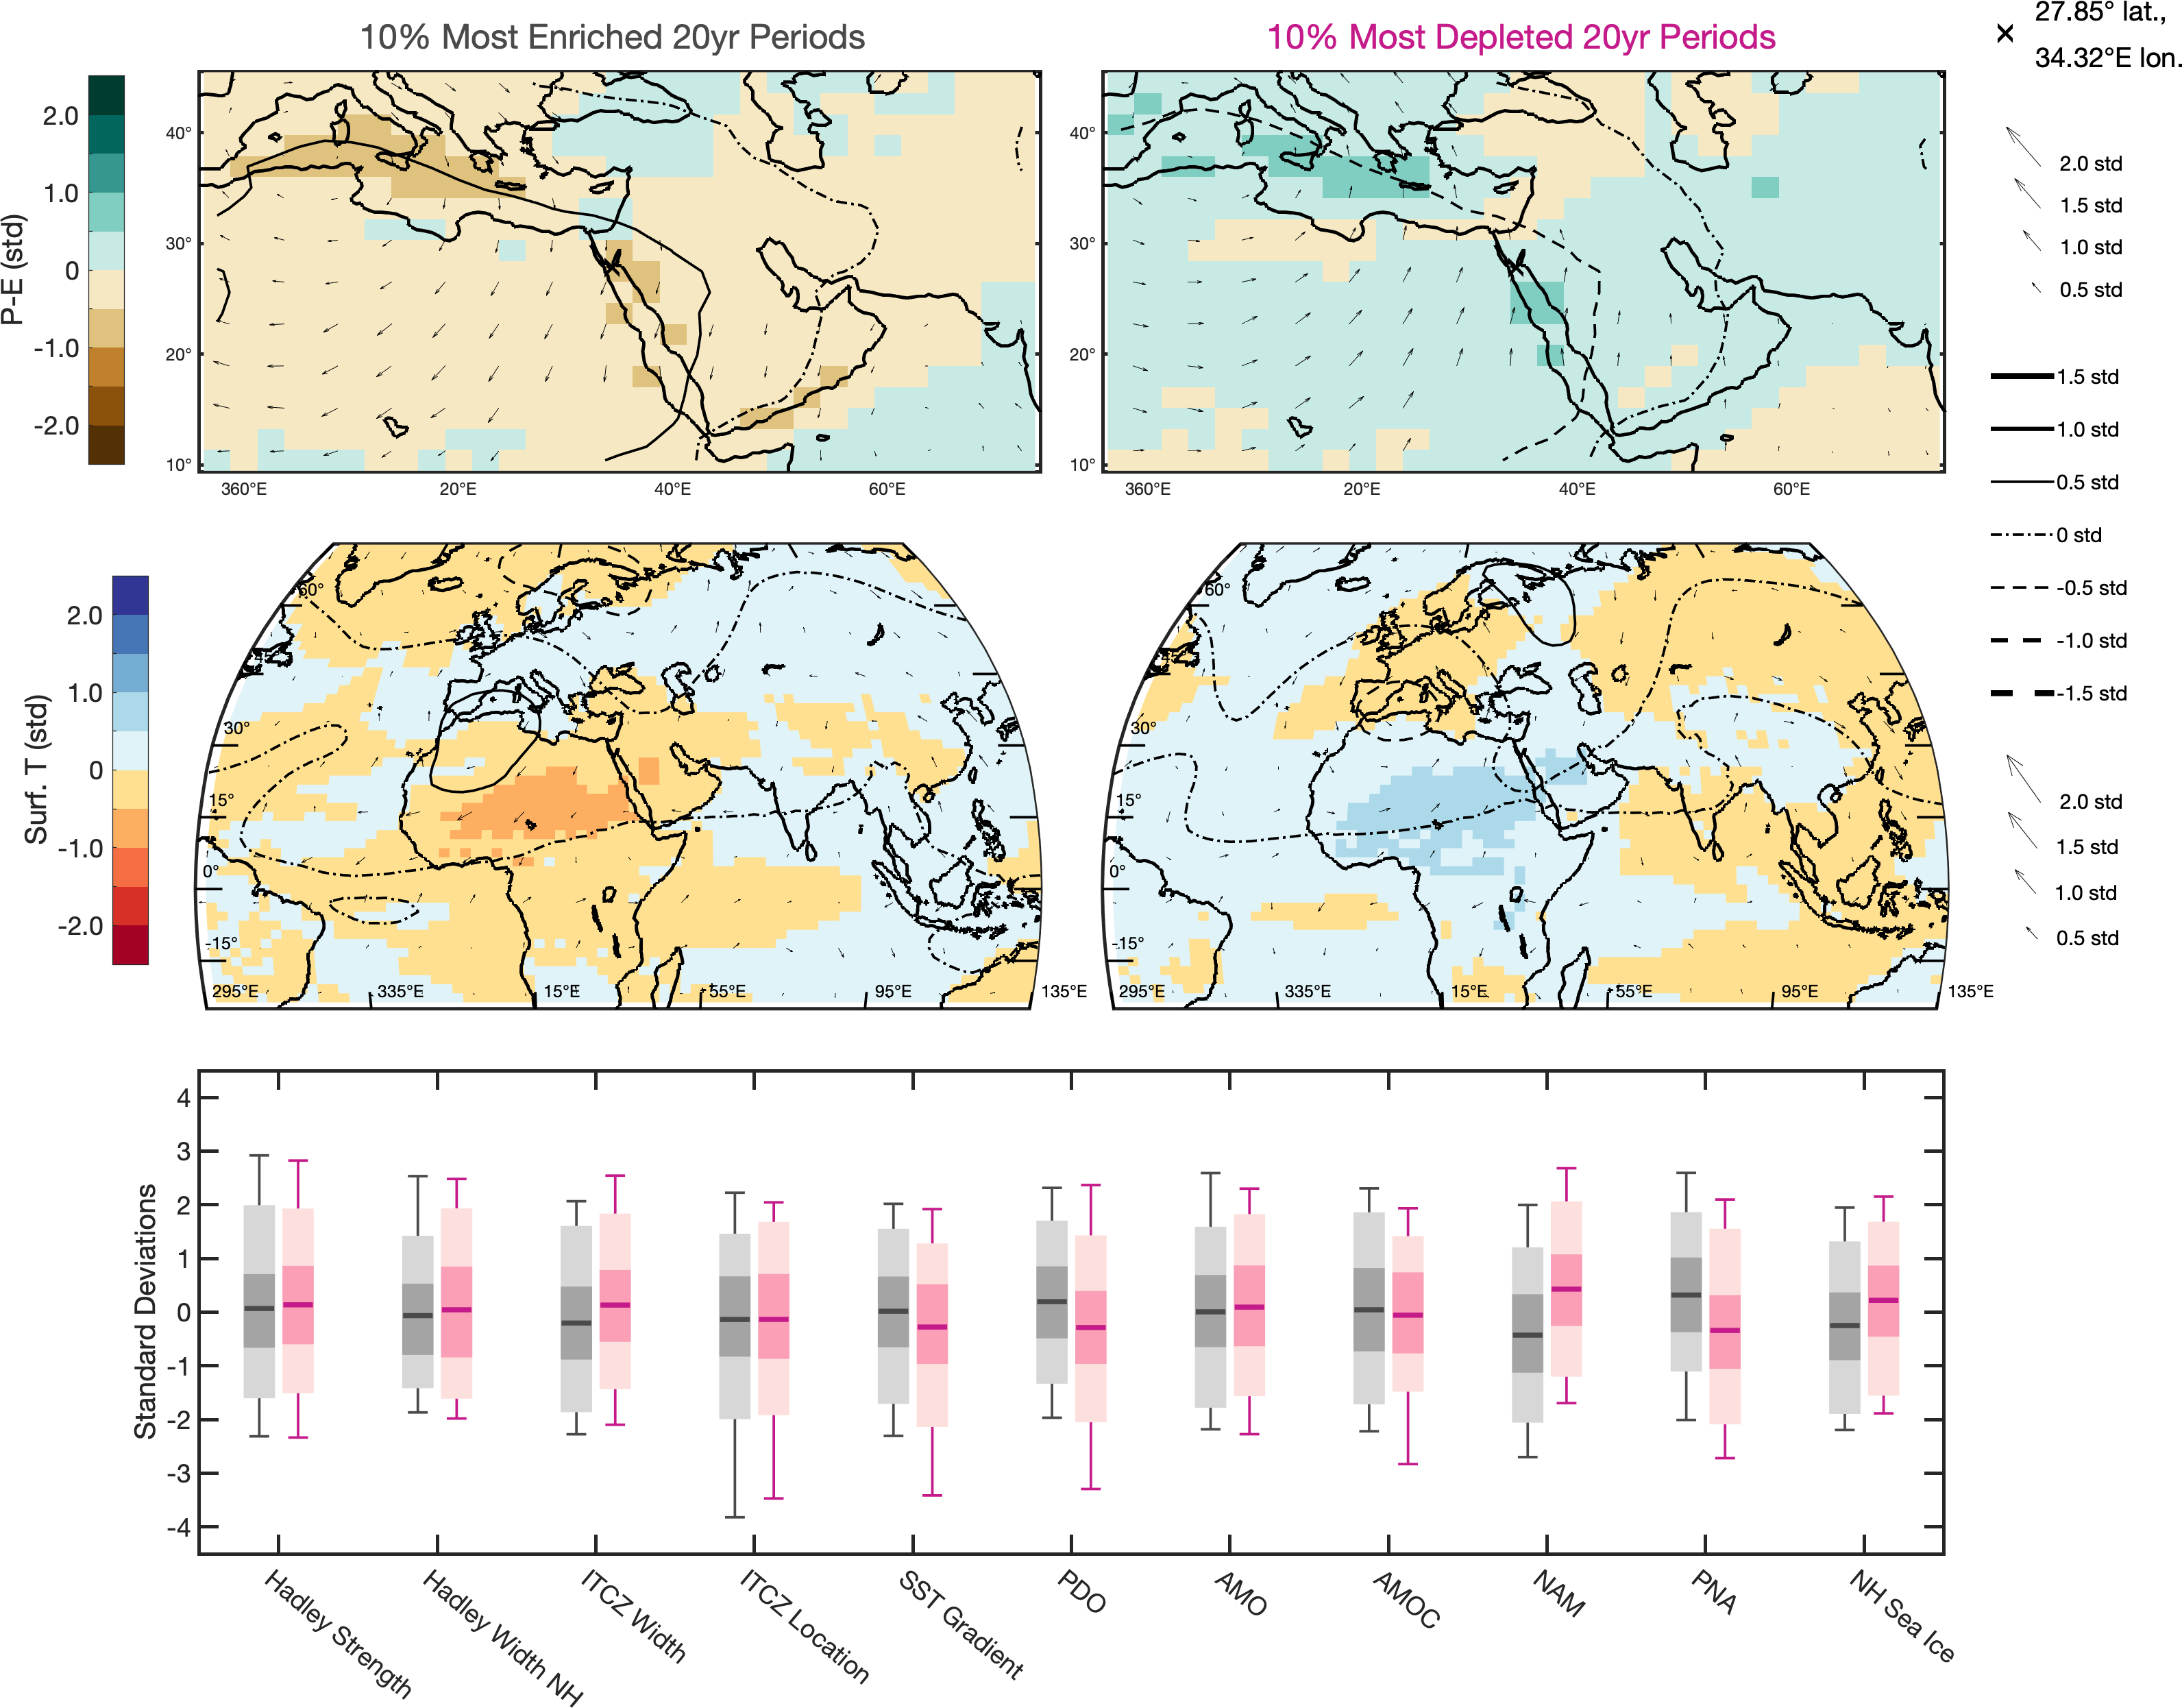 10% Most Enriched 20yr Periods
10% Most Depleted 20yr Periods
27.85° lat.,
34.32°E lon.
P-E (std)
2.0
1.0
0
-1.0
-2.0
40°
30°
20°
10°
360°E
20°E
40°E
60°E
40°
30°
20°
10°
360°E
20°E
40°E
60°E
2.0 std
1.5 std
1.0 std
0.5 std
1.5 std
1.0 std
0.5 std
0 std
-0.5 std
-1.0 std
-1.5 std
Surf. T (std)
2.0
1.0
0
-1.0
-2.0
60°
45°
30°
15°
0°
-15°
295°E
335°E
15°E
55°E
95°E
135°E
60°
45°
30°
15°
0°
-15°
295°E
335°E
15°E
55°E
95°E
135°E
2.0 std
1.5 std
1.0 std
0.5 std
Standard Deviations
4
3
2
1
0
-1
-2
-3
-4
Hadley Strength
Hadley Width NH
ITCZ Width
ITCZ Location
SST Gradient
PDO
AMO
AMOC
NAM
PNA
NH Sea Ice